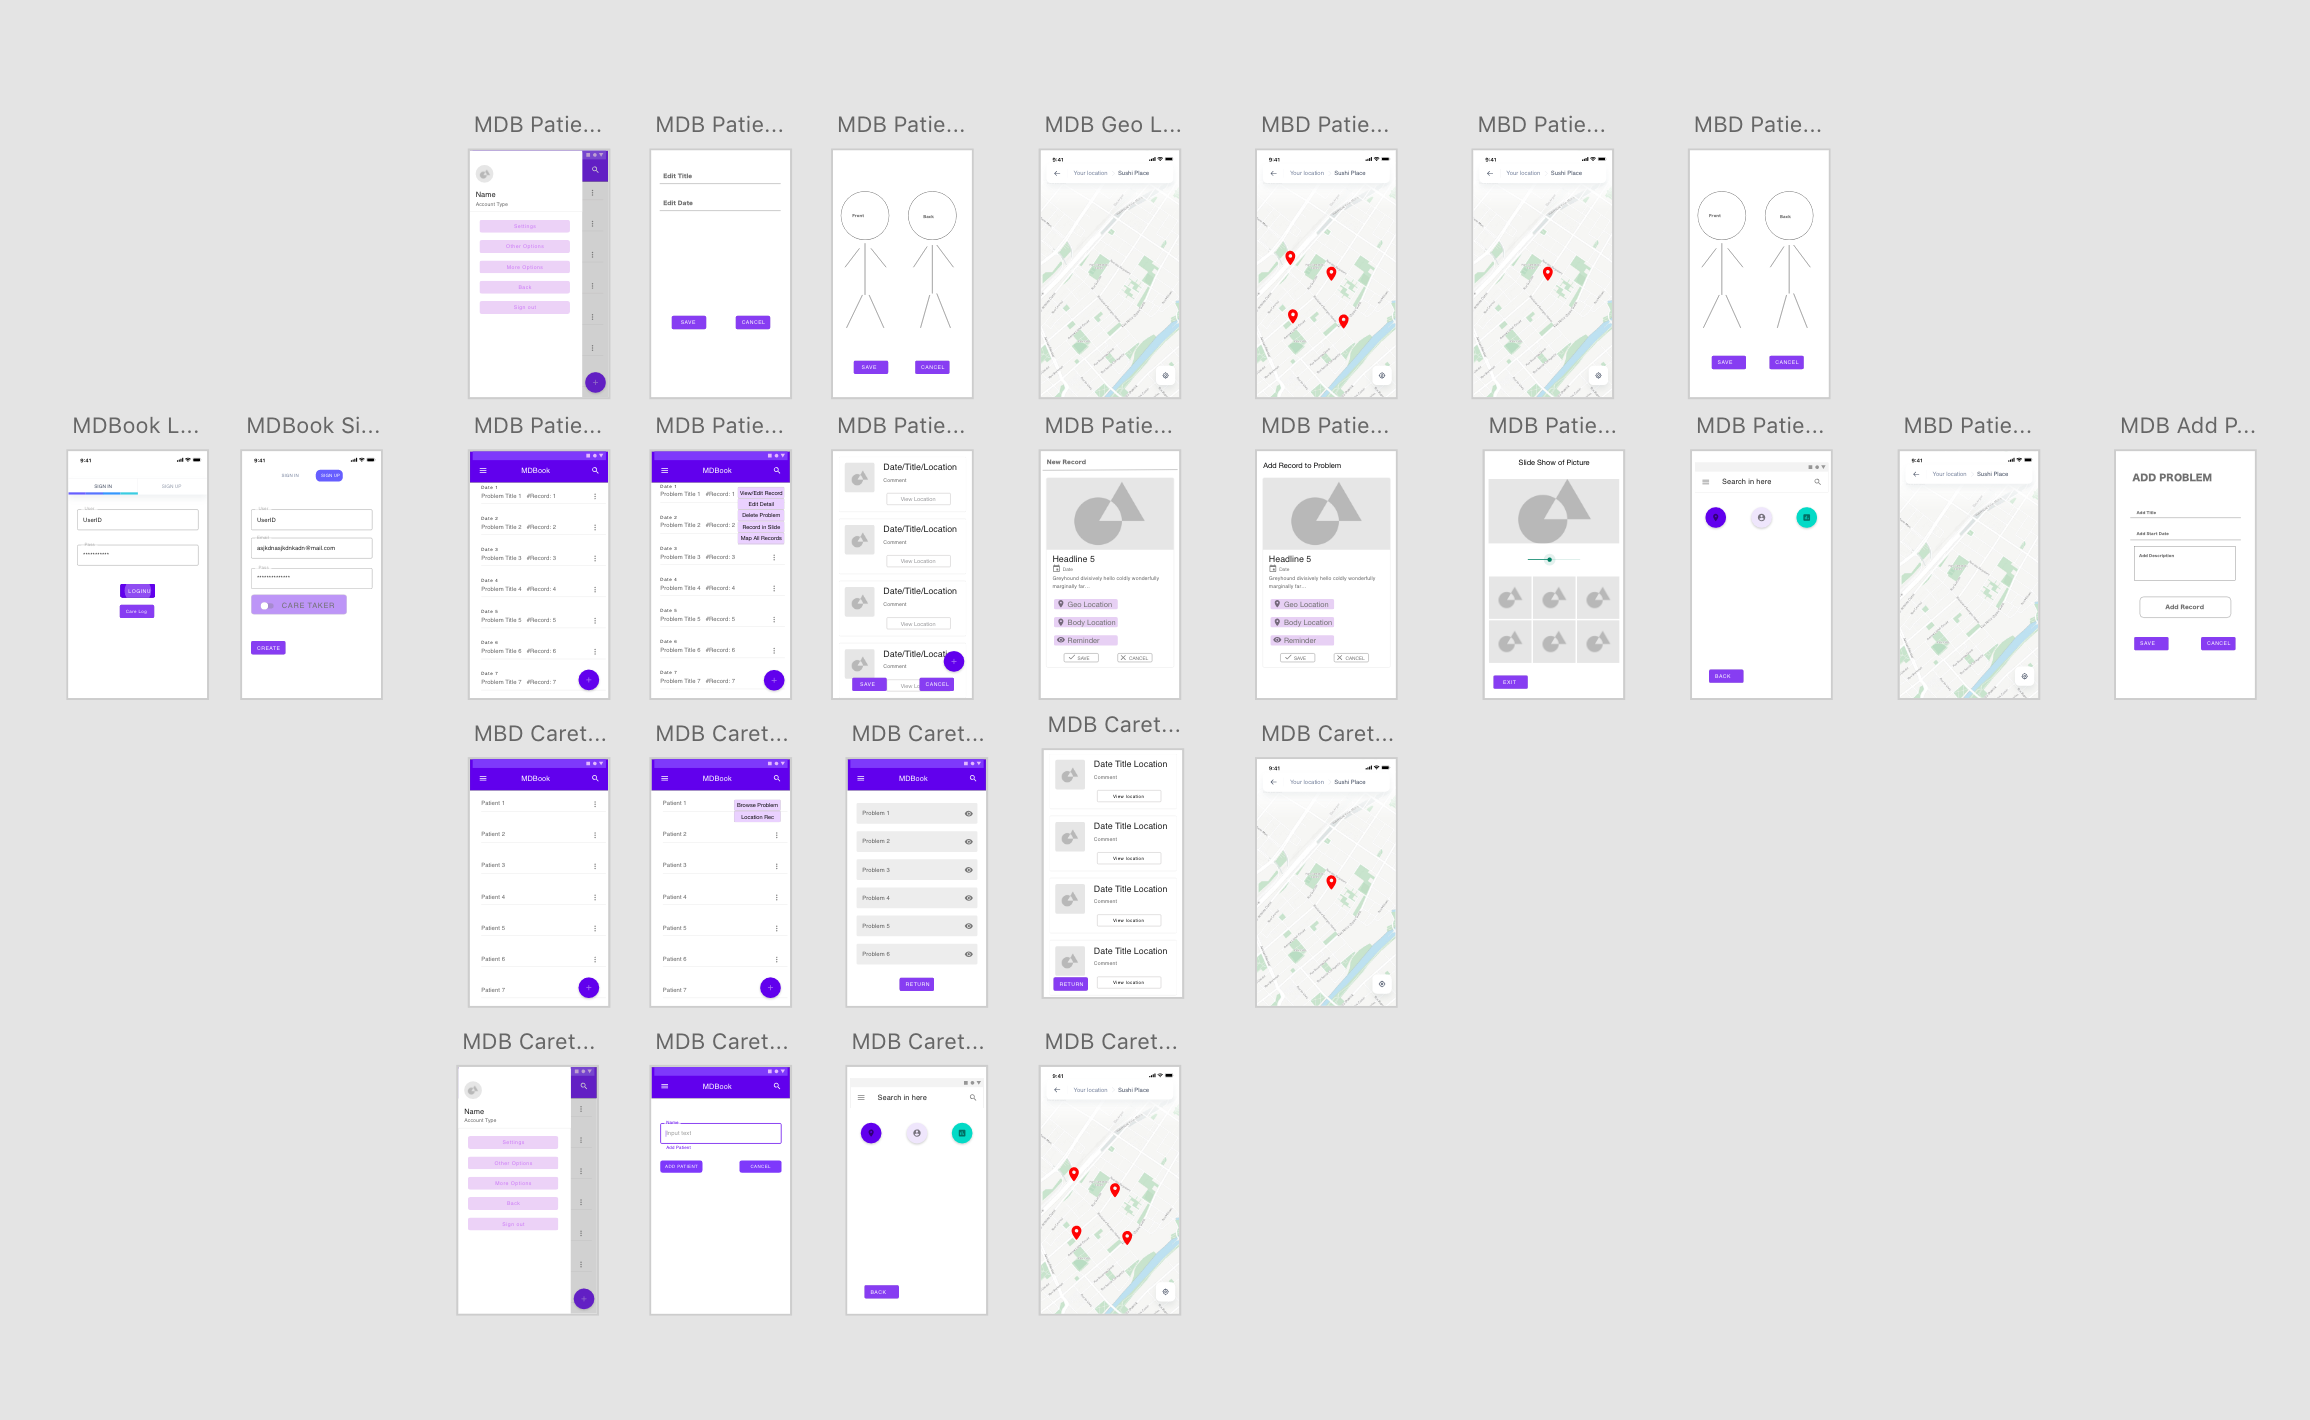 MDB Patie...
MDB Patie...
MDB Patie...
MDB Geo L...
MBD Patie...
MBD Patie...
MBD Patie...
Name
Account Type
Settings
Other Options
More Options
Back
Sign out
Edit Title
Edit Date
SAVE
CANCEL
Front
Back
SAVE
CANCEL
9:41
Your location
Sushi Place
9:41
Your location
Sushi Place
9:41
Your location
Sushi Place
Front
Back
SAVE
CANCEL
MDBook L...
MDBook Si...
MDB Patie...
MDB Patie...
MDB Patie...
MDB Patie...
MDB Patie...
MDB Patie...
MDB Patie...
MBD Patie...
MDB Add P...
9:41
SIGN IN
SIGN UP
UserID
***********
LOGINU
Care Log
9:41
SIGN IN
SIGN UP
UserID
asjkdnasjkdnkadn@mail.com
**************
CARE TAKER
CREATE
MDBook
Date 1
Problem Title 1 #Record: 1
Date 2
Problem Title 2 #Record: 2
Date 3
Problem Title 3 #Record: 3
Date 4
Problem Title 4 #Record: 4
Date 5
Problem Title 5 #Record: 5
Date 6
Problem Title 6 #Record: 6
Date 7
Problem Title 7 #Record: 7
+
MDBook
Date 1
Problem Title 1 #Record: 1
View/Edit Record
Edit Detail
Delete Problem
Record in Slide
Map All Records
Date 2
Problem Title 2 #Record: 2
Date 3
Problem Title 3 #Record: 3
Date 4
Problem Title 4 #Record: 4
Date 5
Problem Title 5 #Record: 5
Date 6
Problem Title 6 #Record: 6
Date 7
Problem Title 7 #Record: 7
+
Date/Title/Location
Comment
View Location
Date/Title/Location
Comment
View Location
Date/Title/Location
Comment
View Location
Date/Title/Locati
Comment
+
SAVE
View Lo
CANCEL
New Record
Headline 5
Date
Greyhound divisively hello coldly wonderfully
marginally far...
Geo Location
Body Location
Reminder
SAVE
CANCEL
Add Record to Problem
Headline 5
Date
Greyhound divisively hello coldly wonderfully
marginally far...
Geo Location
Body Location
Reminder
SAVE
CANCEL
Slide Show of Picture
EXIT
Search in here
BACK
9:41
Your location
Sushi Place
ADD PROBLEM
Add Title
Add Start Date
Add Description
Add Record
SAVE
CANCEL
MBD Caret...
MDB Caret...
MDB Caret...
MDB Caret...
MDB Caret...
MDBook
Patient 1
Patient 2
Patient 3
Patient 4
Patient 5
Patient 6
Patient 7
+
MDBook
Patient 1
Browse Problem
Location Rec
Patient 2
Patient 3
Patient 4
Patient 5
Patient 6
Patient 7
+
MDBook
Problem 1
Problem 2
Problem 3
Problem 4
Problem 5
Problem 6
RETURN
Date Title Location
Comment
View location
Date Title Location
Comment
View location
Date Title Location
Comment
View location
Date Title Location
Comment
RETURN
View location
9:41
Your location
Sushi Place
MDB Caret...
MDB Caret...
MDB Caret...
MDB Caret...
Name
Account Type
Settings
Other Options
More Options
Back
Sign out
+
MDBook
Name
Input text
Add Patient
ADD PATIENT
CANCEL
Search in here
BACK
9:41
Your location
Sushi Place